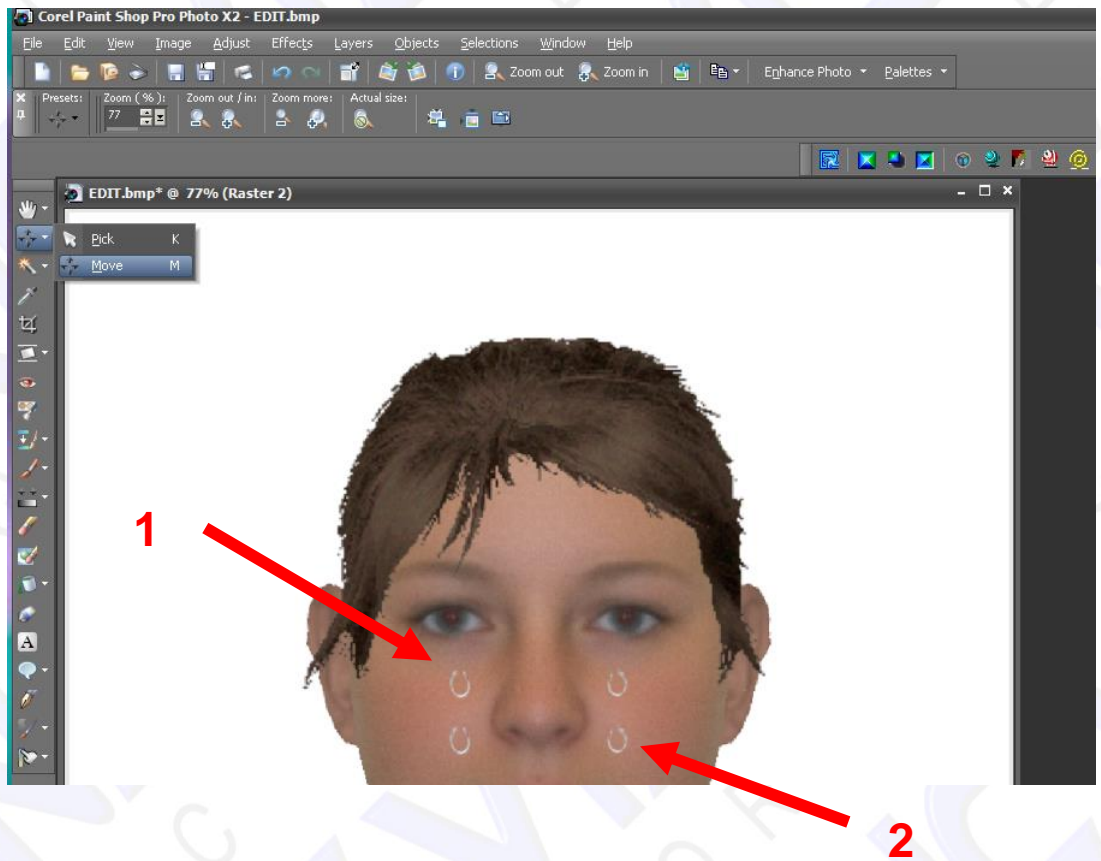 Corel Paint Shop Pro Photo X2 - EDIT.bmp
File Edit View Image Adjust Effects Layers Objects Selections Window Help
Zoom out Zoom in Enhance Photo Palettes
Presets: Zoom (%): Zoom out / in: Zoom more: Actual size:
77
EDIT.bmp* @ 77% (Raster 2)
Pick K
Move M
1
A
2